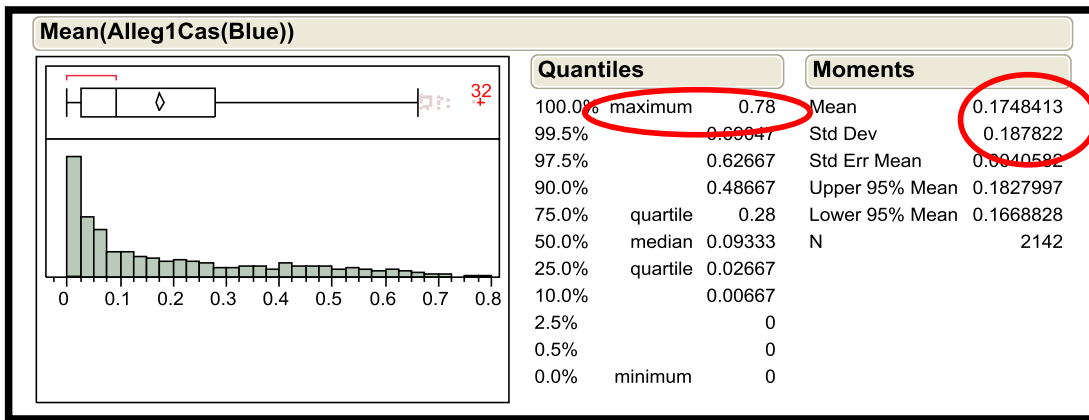 Mean(Alleg1Cas(Blue))
32
0 0.1 0.2 0.3 0.4 0.5 0.6 0.7 0.8
Quantiles
100.0% maximum 0.78
99.5% 0.69047
97.5% 0.62667
90.0% 0.48667
75.0% quartile 0.28
50.0% median 0.09333
25.0% quartile 0.02667
10.0% 0.00667
2.5% 0
0.5% 0
0.0% minimum 0
Moments
Mean 0.1748413
Std Dev 0.187822
Std Err Mean 0.0040582
Upper 95% Mean 0.1827997
Lower 95% Mean 0.1668828
N 2142